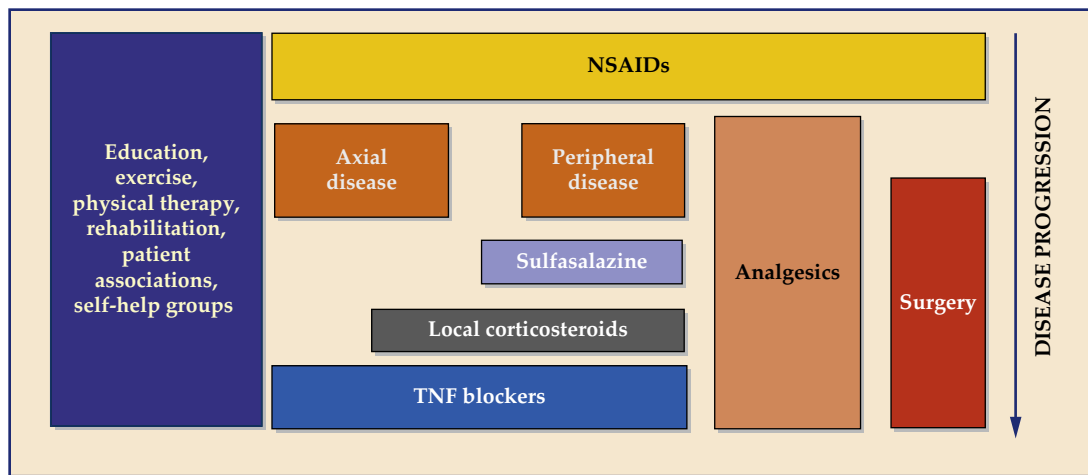 NSAIDs
Education,
exercise,
physical therapy,
rehabilitation,
patient
associations,
self-help groups
Axial
disease
Peripheral
disease
Sulfasalazine
Local corticosteroids
TNF blockers
Analgesics
Surgery
DISEASE PROGRESSION